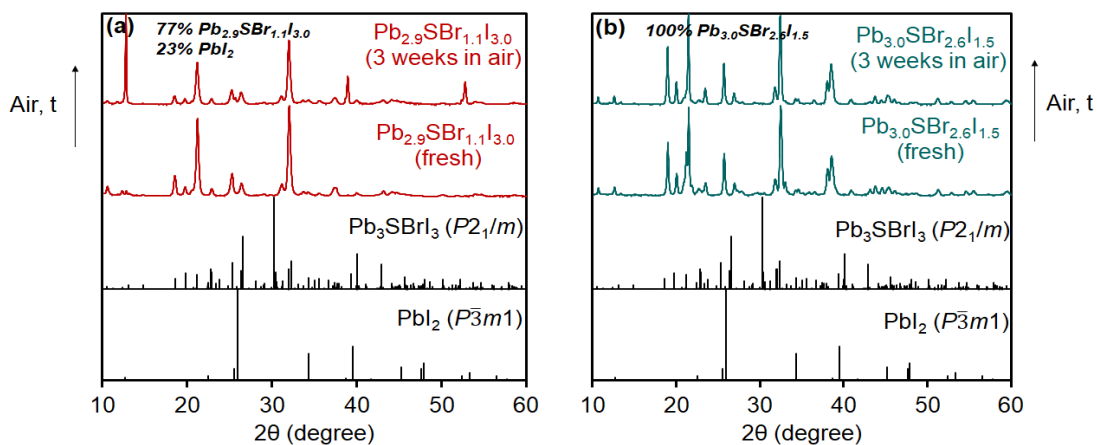 (a)
77% Pb₂.₉SBr₁.₁I₃.₀
23% PbI₂
Pb₂.₉SBr₁.₁I₃.₀
(3 weeks in air)
Air, t
Pb₂.₉SBr₁.₁I₃.₀
(fresh)
Pb₃SBrI₃ (P2₁/m)
PbI₂ (P3̅m1)
10 20 30 40 50 60
2θ (degree)
(b)
100% Pb₃.₀SBr₂.₆I₁.₅
Pb₃.₀SBr₂.₆I₁.₅
(3 weeks in air)
Air, t
Pb₃.₀SBr₂.₆I₁.₅
(fresh)
Pb₃SBrI₃ (P2₁/m)
PbI₂ (P3̅m1)
10 20 30 40 50 60
2θ (degree)